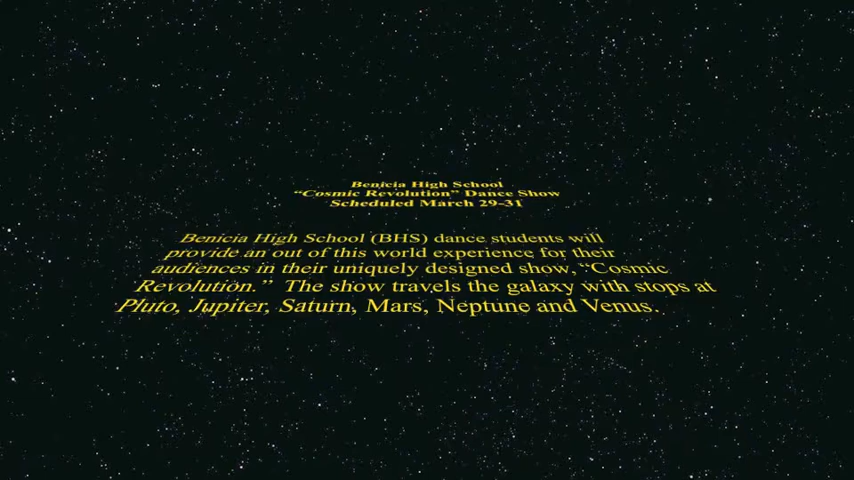 Benicia High School
“Cosmic Revolution” Dance Show
Scheduled March 29-31
Benicia High School (BHS) dance students will
provide an out of this world experience for their
audiences in their uniquely designed show, “Cosmic
Revolution.” The show travels the galaxy with stops at
Pluto, Jupiter, Saturn, Mars, Neptune and Venus.